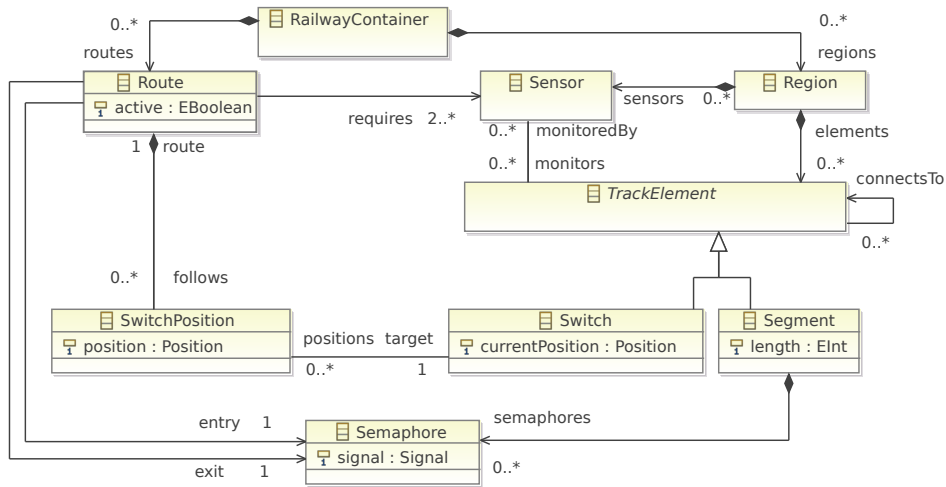 RailwayContainer
0..*
routes
0..*
regions
Route
active : EBoolean
Sensor
Region
requires 2..*
sensors 0..*
0..* monitoredBy
elements
1 route
0..* monitors
0..*
connectsTo
TrackElement
0..*
0..* follows
SwitchPosition
position : Position
positions target
0..* 1
Switch
currentPosition : Position
Segment
length : EInt
semaphores
entry 1
Semaphore
signal : Signal
0..*
exit 1